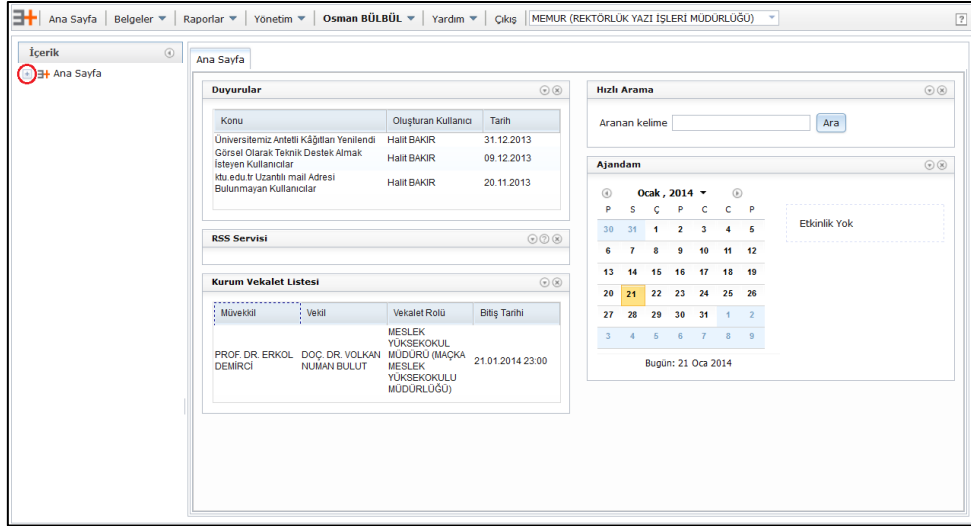 Ana Sayfa Belgeler Raporlar Yönetim Osman BÜLBÜL Yardım Çıkış MEMUR (REKTÖRLÜK YAZI İŞLERİ MÜDÜRLÜĞÜ) ?
İçerik
Ana Sayfa
Ana Sayfa
Duyurular
Konu Oluşturan Kullanıcı Tarih
Üniversitemiz Antetli Kâğıtları Yenilendi Halit BAKIR 31.12.2013
Görsel Olarak Teknik Destek Almak
İsteyen Kullanıcılar Halit BAKIR 09.12.2013
ktu.edu.tr Uzantılı mail Adresi
Bulunmayan Kullanıcılar Halit BAKIR 20.11.2013
RSS Servisi
Kurum Vekalet Listesi
Müvekkil Vekil Vekalet Rolü Bitiş Tarihi
PROF. DR. ERKOL
DEMİRCİ
DOÇ. DR. VOLKAN
NUMAN BULUT
MESLEK
YÜKSEKOKUL
MÜDÜRÜ (MAÇKA
MESLEK
YÜKSEKOKULU
MÜDÜRLÜĞÜ)
21.01.2014 23:00
Hızlı Arama
Aranan kelime Ara
Ajandam
Ocak , 2014
P S Ç P C C P
30 31 1 2 3 4 5
6 7 8 9 10 11 12
13 14 15 16 17 18 19
20 21 22 23 24 25 26
27 28 29 30 31 1 2
3 4 5 6 7 8 9
Bugün: 21 Oca 2014
Etkinlik Yok